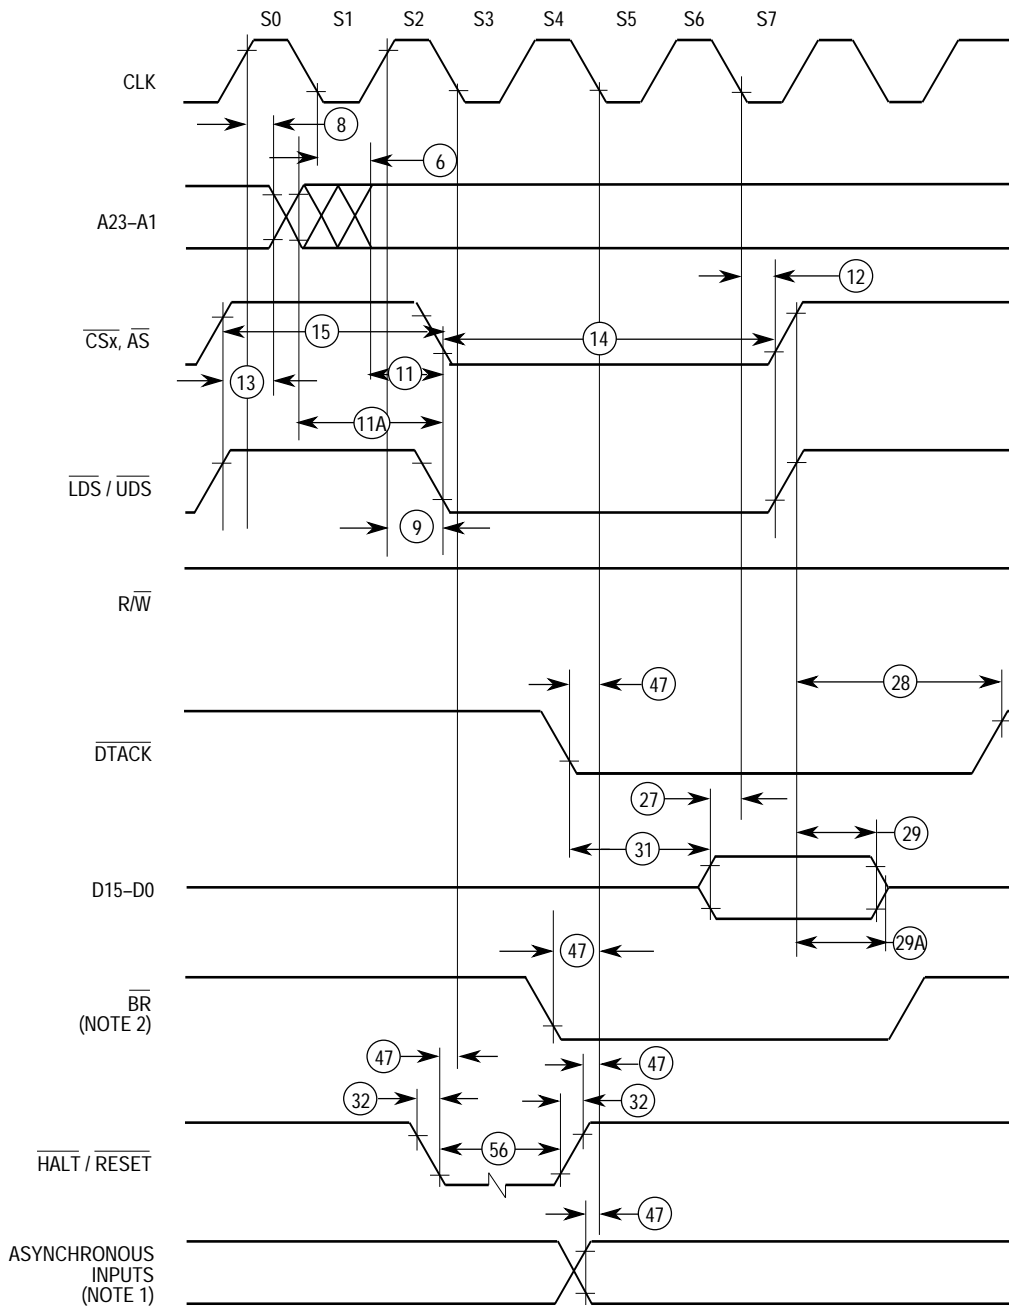 S0 S1 S2 S3 S4 S5 S6 S7
CLK
8
6
A23–A1
12
CSx, AS
15
14
13
11
11A
LDS / UDS
9
R/W
47
28
DTACK
27
29
31
D15–D0
47
29A
BR
(NOTE 2)
47
47
32
32
56
HALT / RESET
47
ASYNCHRONOUS
INPUTS
(NOTE 1)